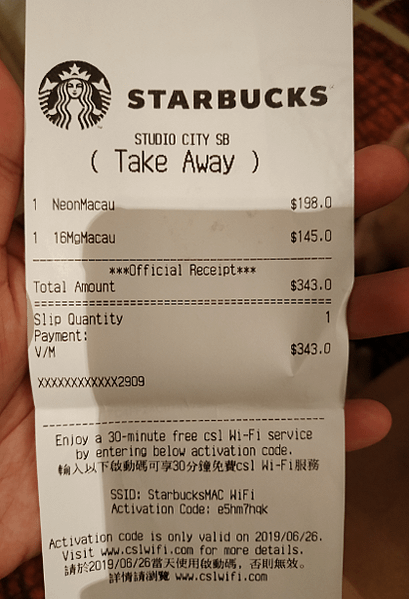 STARBUCKS
STUDIO CITY SB
( Take Away )
1 NeonMacau $198.0
1 16MgMacau $145.0
***Official Receipt***
Total Amount $343.0
Slip Quantity 1
Payment:
V/M $343.0
XXXXXXXXXXXX2909
Enjoy a 30-minute free csl Wi-Fi service
by entering below activation code.
輸入以下啟動碼可享30分鐘免費csl Wi-Fi服務
SSID: StarbucksMAC WiFi
Activation Code: e5hm7hqk
Activation code is only valid on 2019/06/26.
Visit www.cslwifi.com for more details.
請於2019/06/26當天使用啟動碼, 否則無效。
詳情請瀏覽 www.cslwifi.com